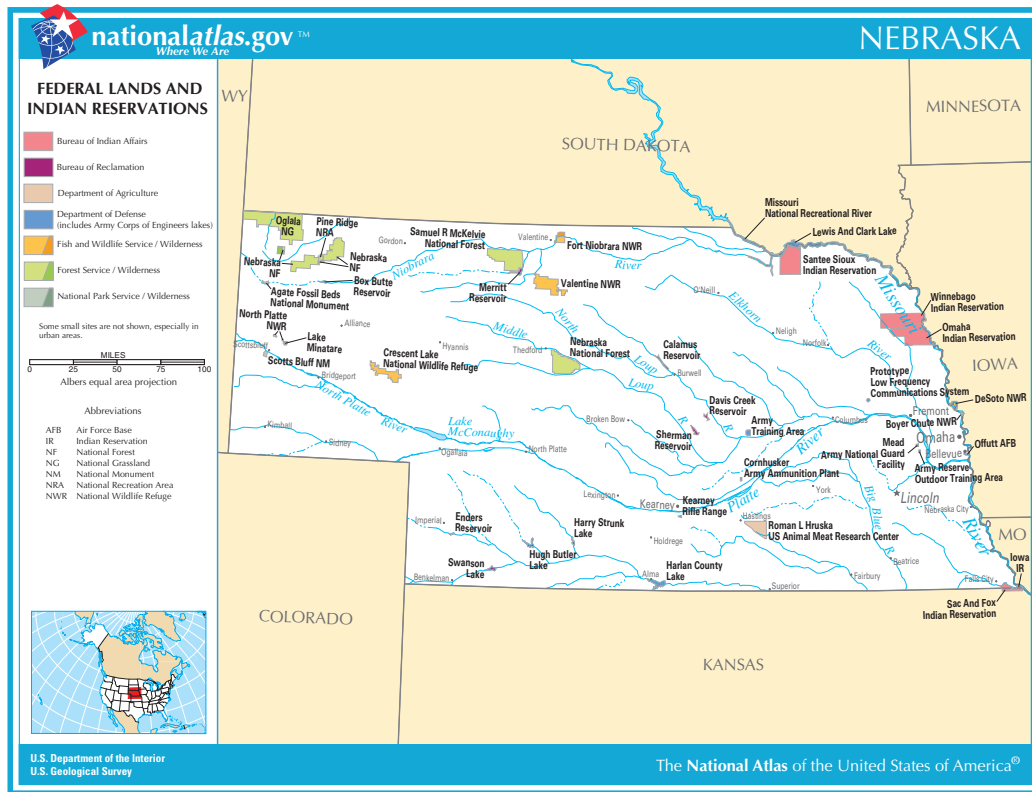 nationalatlas.gov ™
Where We Are
NEBRASKA
FEDERAL LANDS AND
INDIAN RESERVATIONS
Bureau of Indian Affairs
Bureau of Reclamation
Department of Agriculture
Department of Defense
(includes Army Corps of Engineers lakes)
Fish and Wildlife Service / Wilderness
Forest Service / Wilderness
National Park Service / Wilderness
Some small sites are not shown, especially in
urban areas.
MILES
0 25 50 75 100
Albers equal area projection
Abbreviations
AFB Air Force Base
IR Indian Reservation
NF National Forest
NG National Grassland
NM National Monument
NRA National Recreation Area
NWR National Wildlife Refuge
WY
SOUTH DAKOTA
MINNESOTA
IOWA
MO
KANSAS
COLORADO
Missouri
National Recreational River
Lewis And Clark Lake
Santee Sioux
Indian Reservation
Oglala
NG
Pine Ridge
NRA
Gordon
Samuel R McKelvie
National Forest
Valentine
Fort Niobrara NWR
Nebraska
NF
Nebraska
NF
Niobrara
River
Box Butte
Reservoir
Merritt
Reservoir
Valentine NWR
Agate Fossil Beds
National Monument
O'Neill
Elkhorn
Missouri
Winnebago
Indian Reservation
Omaha
Indian Reservation
North Platte
NWR
Lake
Minatare
Alliance
Middle
North
Neligh
Norfolk
River
Scottsbluff
Scotts Bluff NM
Hyannis
Thedford
Nebraska
National Forest
Calamus
Reservoir
Crescent Lake
National Wildlife Refuge
Bridgeport
Loup
Loup
Burwell
Prototype
Low Frequency
Communications System
DeSoto NWR
North Platte
River
Lake
McConaughy
Davis Creek
Reservoir
Broken Bow
R
R
Columbus
Fremont
Boyer Chute NWR
Kimball
Sidney
Ogallala
North Platte
Sherman
Reservoir
Army
Training Area
River
Omaha
Bellevue
Offutt AFB
Mead
Army National Guard
Facility
Army Reserve
Outdoor Training Area
Cornhusker
Army Ammunition Plant
Lexington
Kearney
Kearney
Rifle Range
Platte
York
Lincoln
Nebraska City
Big Blue R
Imperial
Enders
Reservoir
Harry Strunk
Lake
Hastings
Roman L Hruska
US Animal Meat Research Center
River
Holdrege
Hugh Butler
Lake
Swanson
Lake
Benkelman
Alma
Harlan County
Lake
Superior
Fairbury
Beatrice
Falls City
Iowa
IR
Sac And Fox
Indian Reservation
U.S. Department of the Interior
U.S. Geological Survey
The National Atlas of the United States of America®